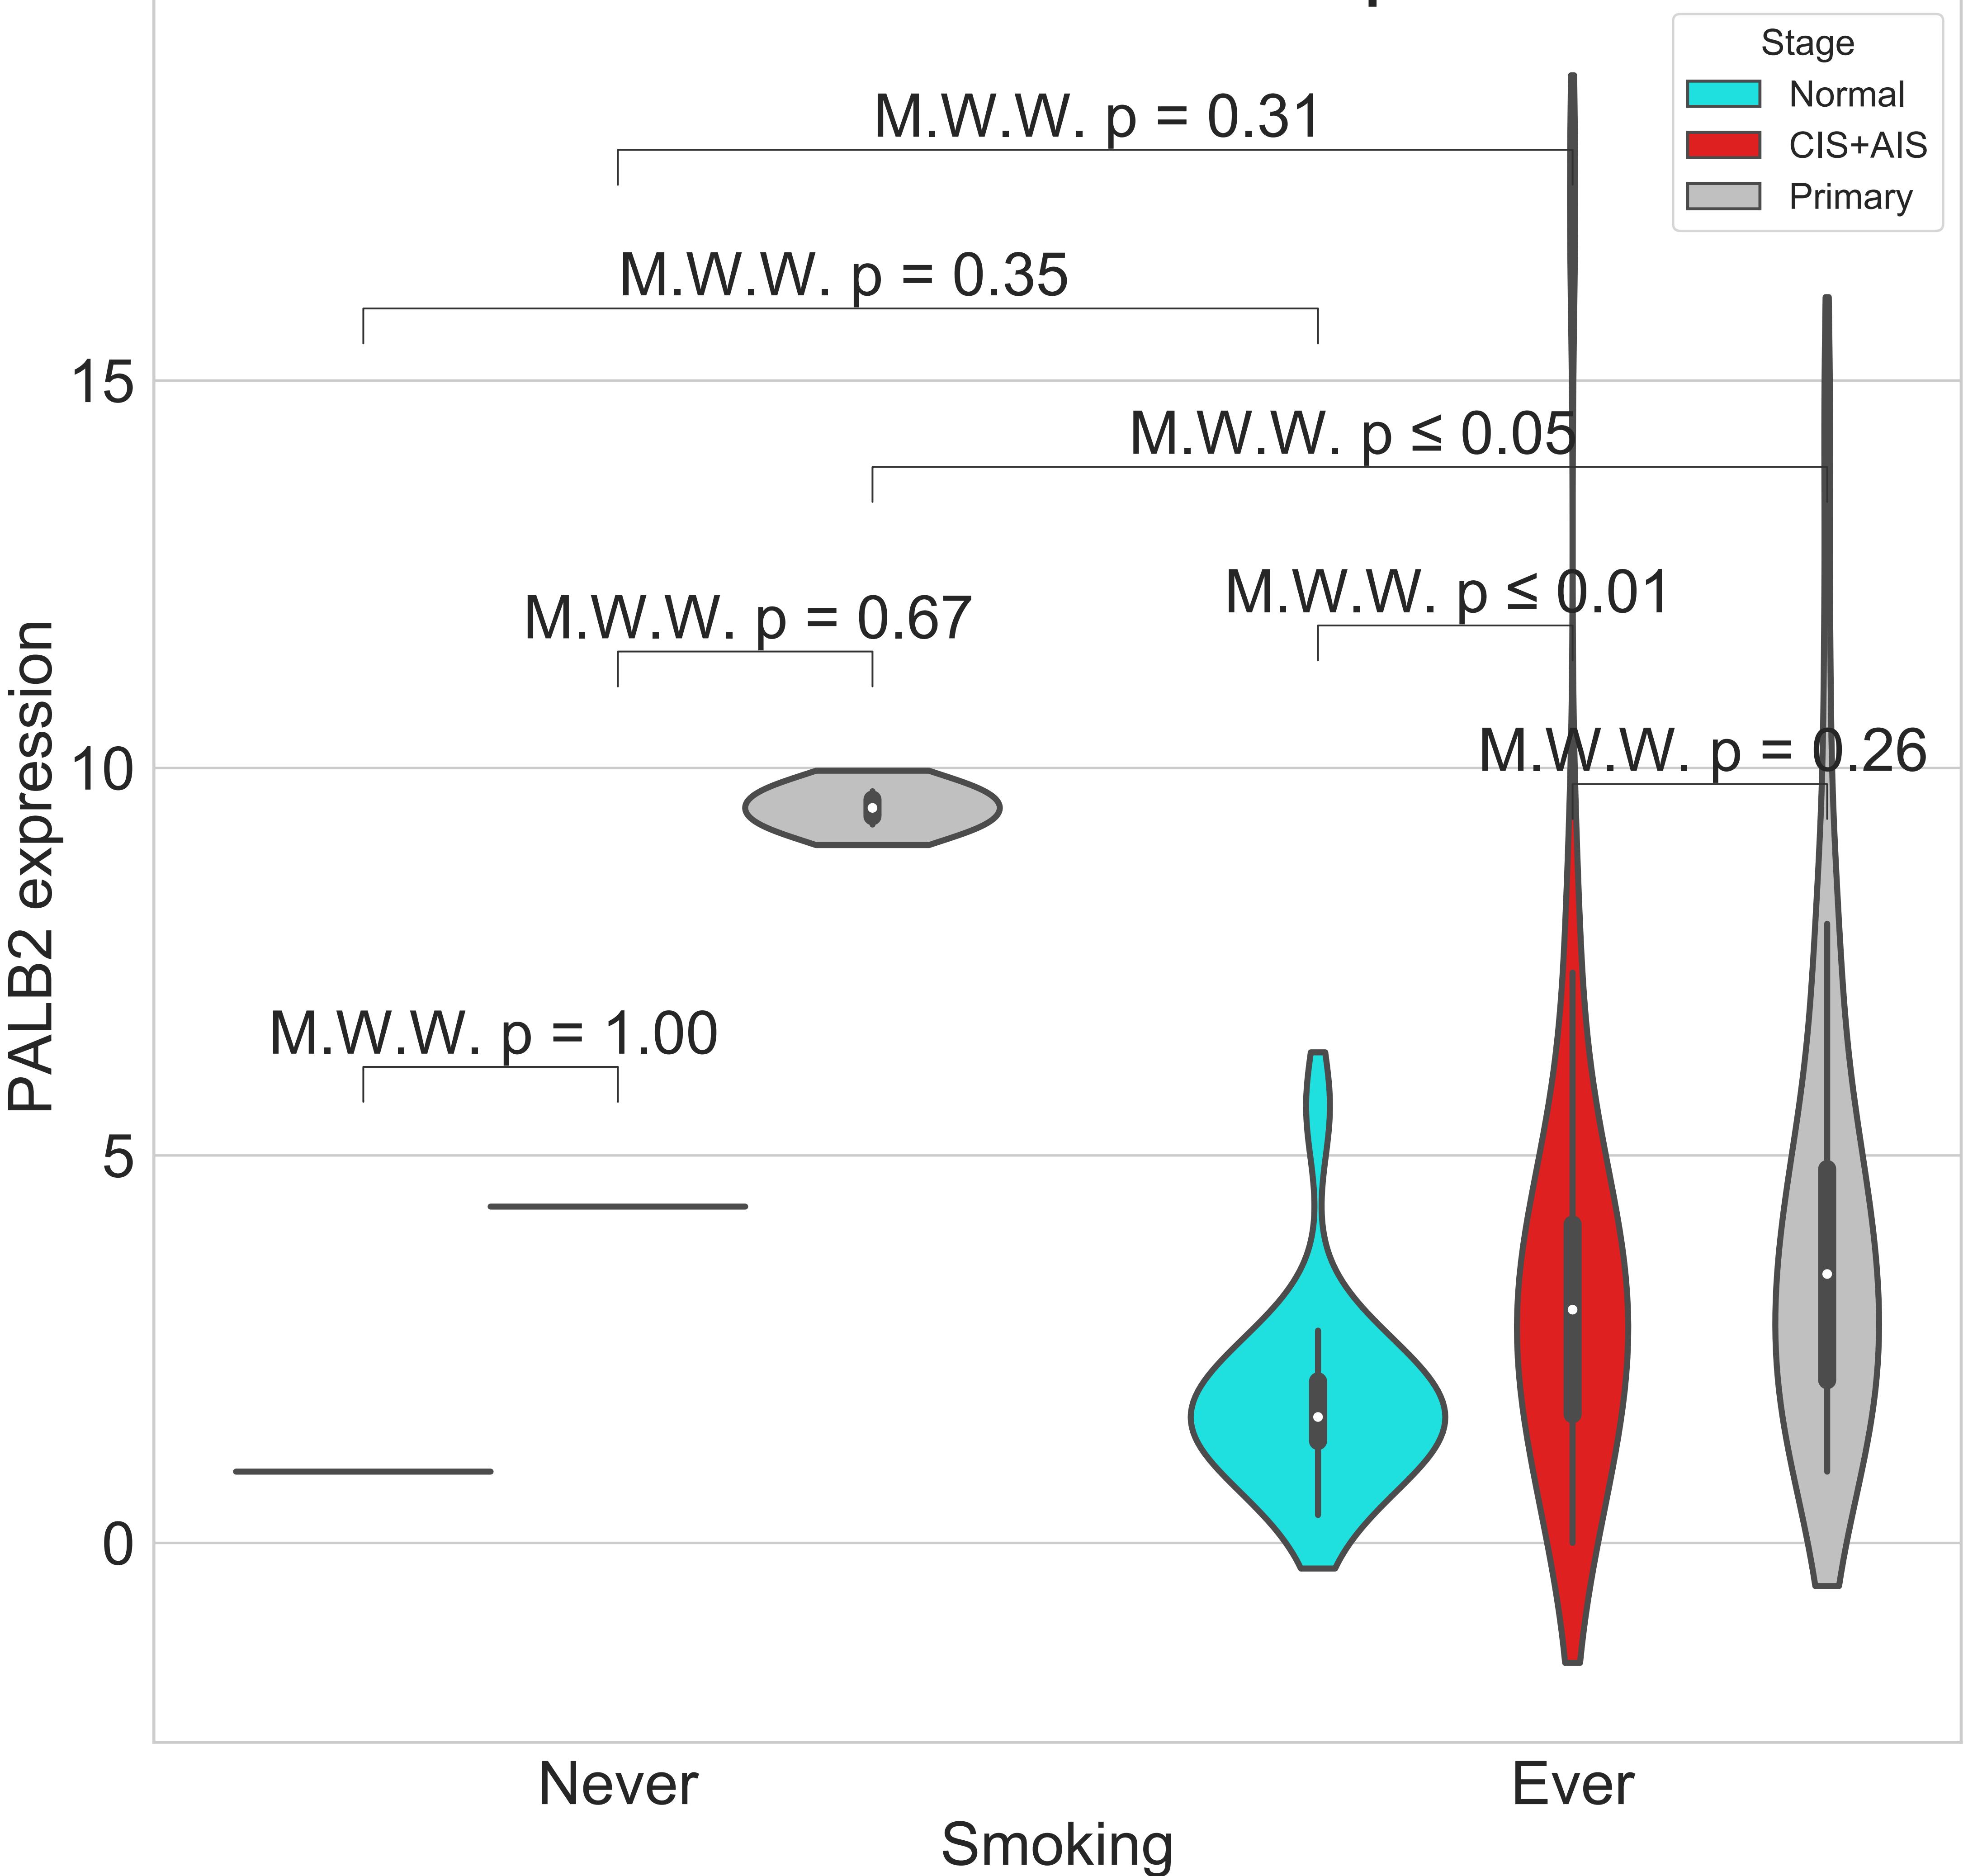 Stage
Normal
CIS+AIS
Primary
M.W.W. p = 0.31
M.W.W. p = 0.35
15
M.W.W. p ≤ 0.05
M.W.W. p ≤ 0.01
M.W.W. p = 0.67
M.W.W. p = 0.26
10
M.W.W. p = 1.00
5
0
PALB2 expression
Never
Ever
Smoking